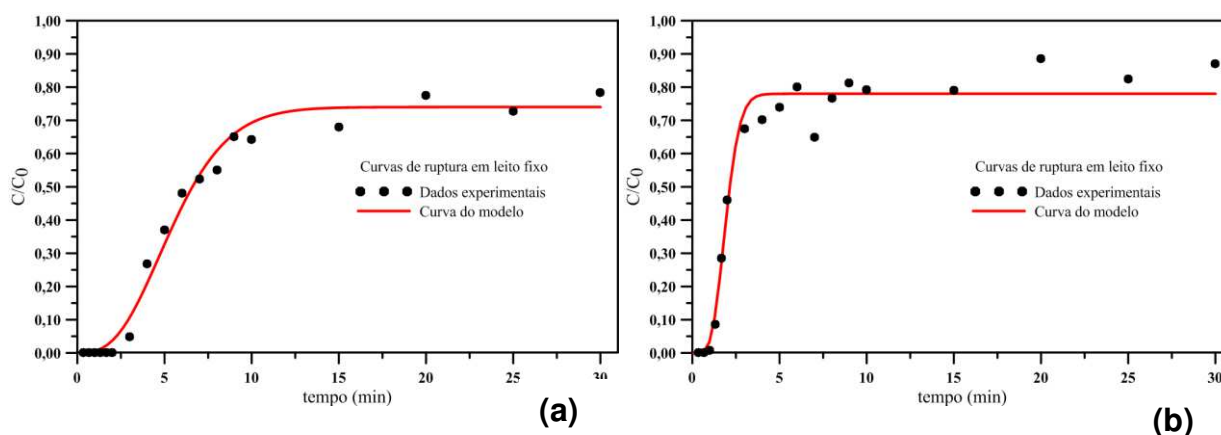 1,00
0,90
0,80
0,70
0,60
0,50
0,40
0,30
0,20
0,10
0,00
C/C0
Curvas de ruptura em leito fixo
Dados experimentais
Curva do modelo
0 5 10 15 20 25 30
tempo (min)
(a)
1,00
0,90
0,80
0,70
0,60
0,50
0,40
0,30
0,20
0,10
0,00
C/C0
Curvas de ruptura em leito fixo
Dados experimentais
Curva do modelo
0 5 10 15 20 25 30
tempo (min)
(b)